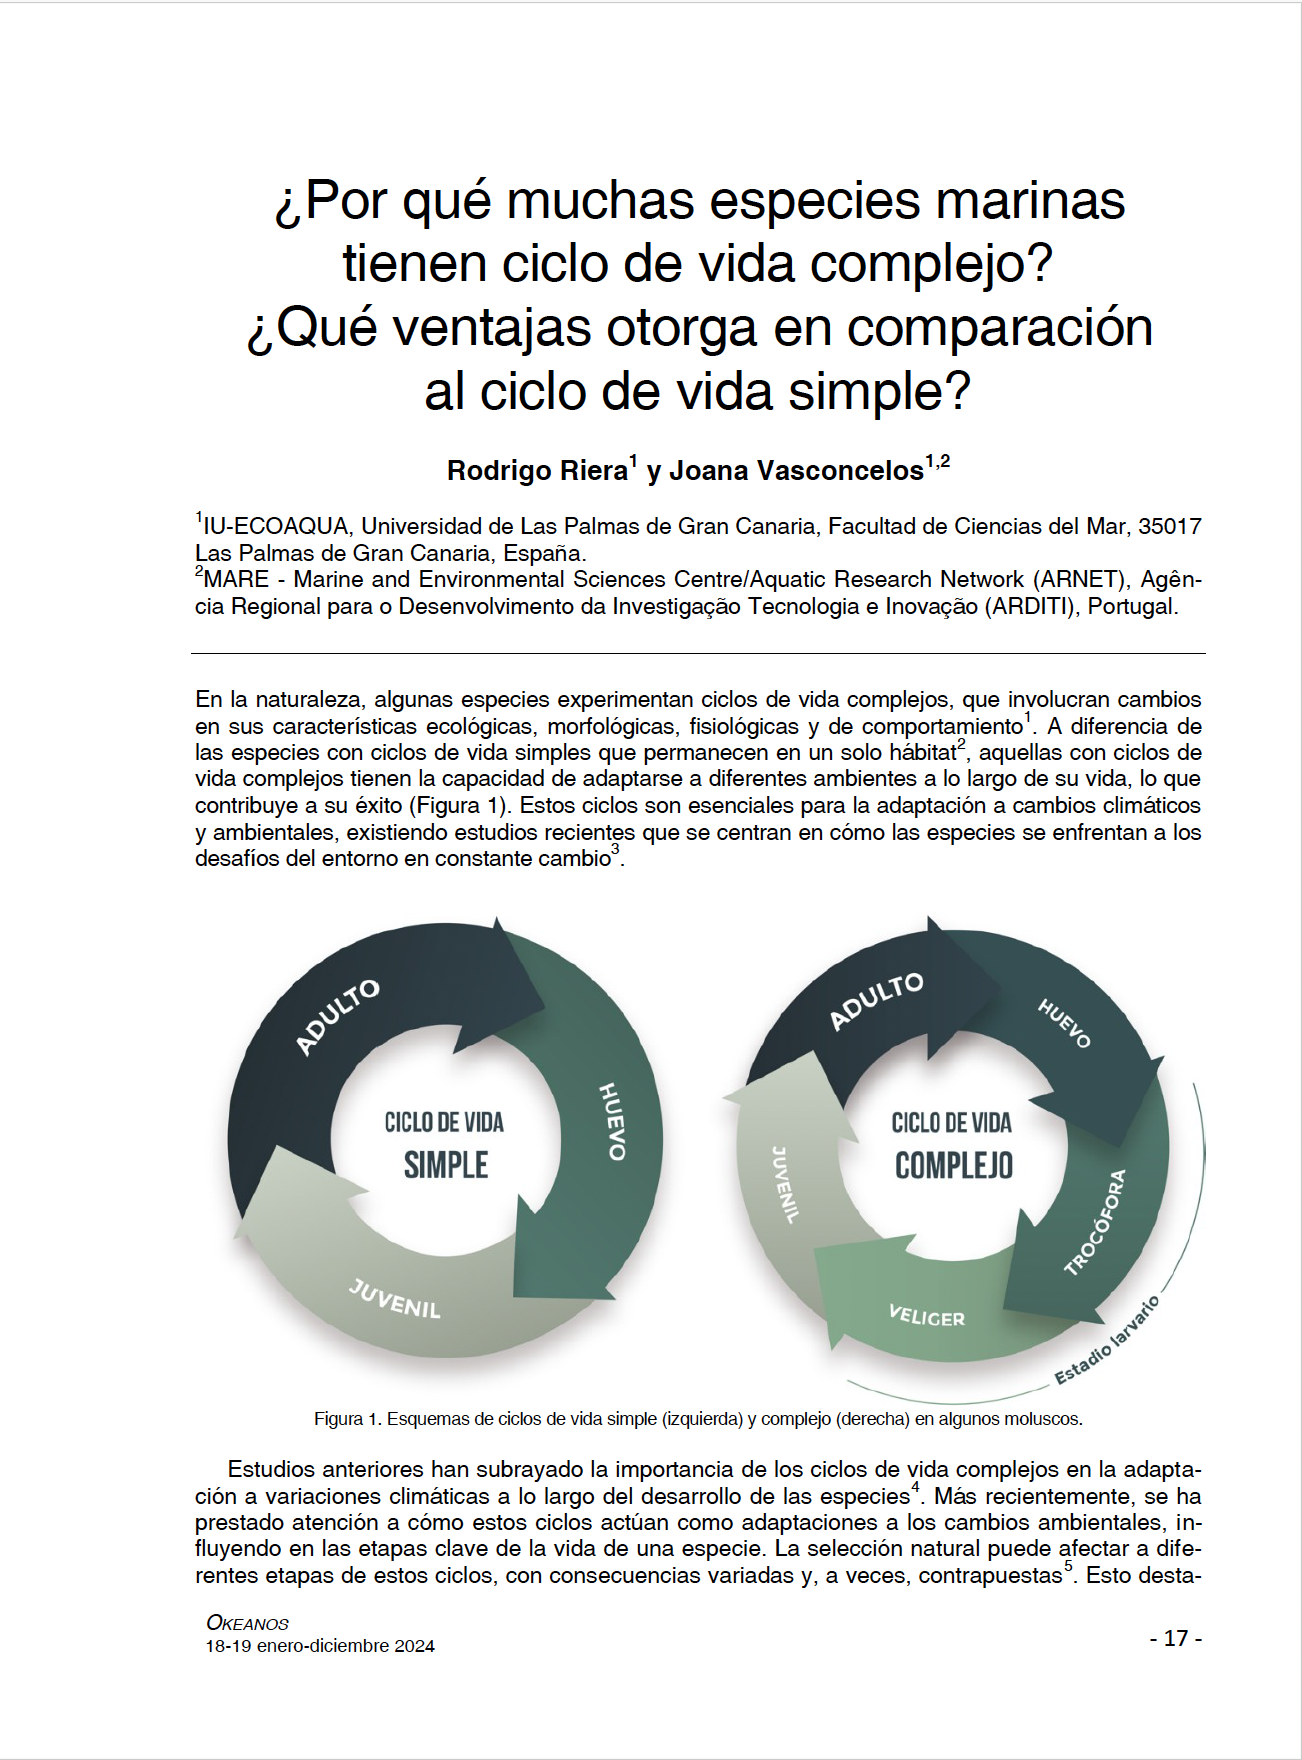 ¿Por qué muchas especies marinas
tienen ciclo de vida complejo?
¿Qué ventajas otorga en comparación
al ciclo de vida simple?
Rodrigo Riera1 y Joana Vasconcelos1,2
1IU-ECOAQUA, Universidad de Las Palmas de Gran Canaria, Facultad de Ciencias del Mar, 35017
Las Palmas de Gran Canaria, España.
2MARE - Marine and Environmental Sciences Centre/Aquatic Research Network (ARNET), Agên-
cia Regional para o Desenvolvimento da Investigação Tecnologia e Inovação (ARDITI), Portugal.
En la naturaleza, algunas especies experimentan ciclos de vida complejos, que involucran cambios
en sus características ecológicas, morfológicas, fisiológicas y de comportamiento1. A diferencia de
las especies con ciclos de vida simples que permanecen en un solo hábitat2, aquellas con ciclos de
vida complejos tienen la capacidad de adaptarse a diferentes ambientes a lo largo de su vida, lo que
contribuye a su éxito (Figura 1). Estos ciclos son esenciales para la adaptación a cambios climáticos
y ambientales, existiendo estudios recientes que se centran en cómo las especies se enfrentan a los
desafíos del entorno en constante cambio3.
ADULTO
HUEVO
JUVENIL
CICLO DE VIDA
SIMPLE
ADULTO
HUEVO
TROCÓFORA
VELIGER
JUVENIL
CICLO DE VIDA
COMPLEJO
Estadio larvario
Figura 1. Esquemas de ciclos de vida simple (izquierda) y complejo (derecha) en algunos moluscos.
Estudios anteriores han subrayado la importancia de los ciclos de vida complejos en la adapta-
ción a variaciones climáticas a lo largo del desarrollo de las especies4. Más recientemente, se ha
prestado atención a cómo estos ciclos actúan como adaptaciones a los cambios ambientales, in-
fluyendo en las etapas clave de la vida de una especie. La selección natural puede afectar a dife-
rentes etapas de estos ciclos, con consecuencias variadas y, a veces, contrapuestas5. Esto desta-
OKEANOS
18-19 enero-diciembre 2024
- 17 -